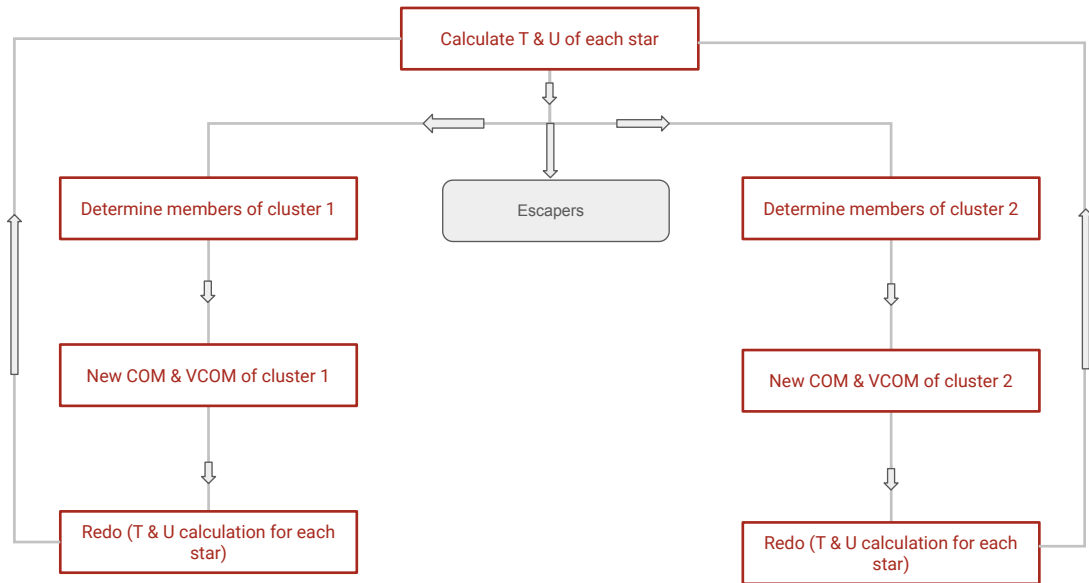 Calculate T & U of each star
Determine members of cluster 1
Escapers
Determine members of cluster 2
New COM & VCOM of cluster 1
New COM & VCOM of cluster 2
Redo (T & U calculation for each
star)
Redo (T & U calculation for each
star)